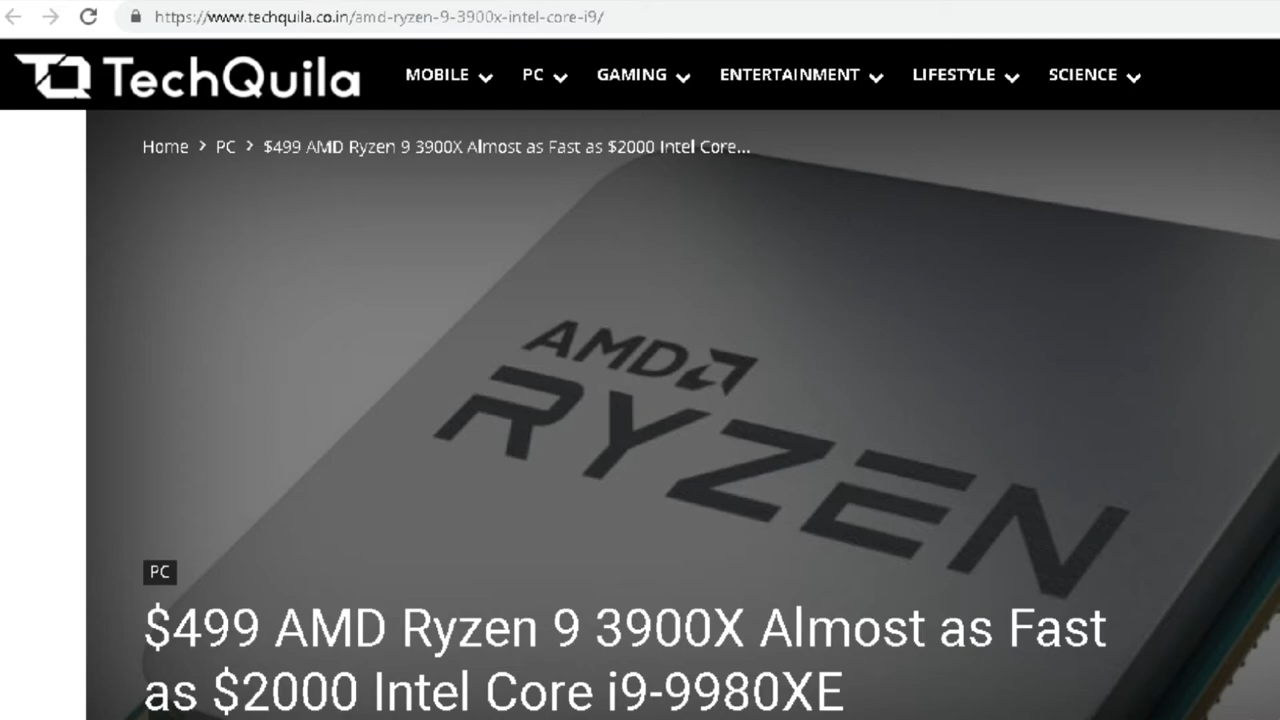 https://www.techquila.co.in/amd-ryzen-9-3900x-intel-core-i9/
TechQuila MOBILE PC GAMING ENTERTAINMENT LIFESTYLE SCIENCE
Home > PC > $499 AMD Ryzen 9 3900X Almost as Fast as $2000 Intel Core...
AMD
RYZEN
PC
$499 AMD Ryzen 9 3900X Almost as Fast
as $2000 Intel Core i9-9980XE